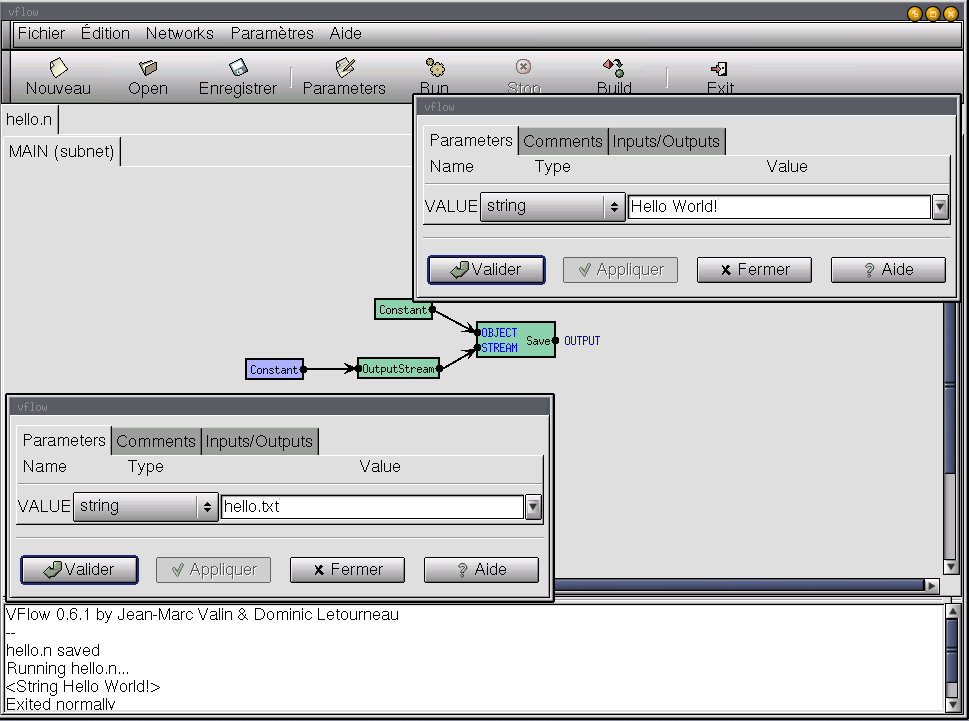 vflow
Fichier Édition Networks Paramètres Aide
Nouveau Open Enregistrer Parameters Run Stop Build Exit
hello.n
MAIN (subnet)
vflow
Parameters Comments Inputs/Outputs
Name Type Value
VALUE string Hello World!
Valider Appliquer Fermer Aide
Constant
OBJECT
STREAM Save OUTPUT
Constant OutputStream
vflow
Parameters Comments Inputs/Outputs
Name Type Value
VALUE string hello.txt
Valider Appliquer Fermer Aide
VFlow 0.6.1 by Jean-Marc Valin & Dominic Letourneau
--
hello.n saved
Running hello.n...
<String Hello World!>
Exited normally